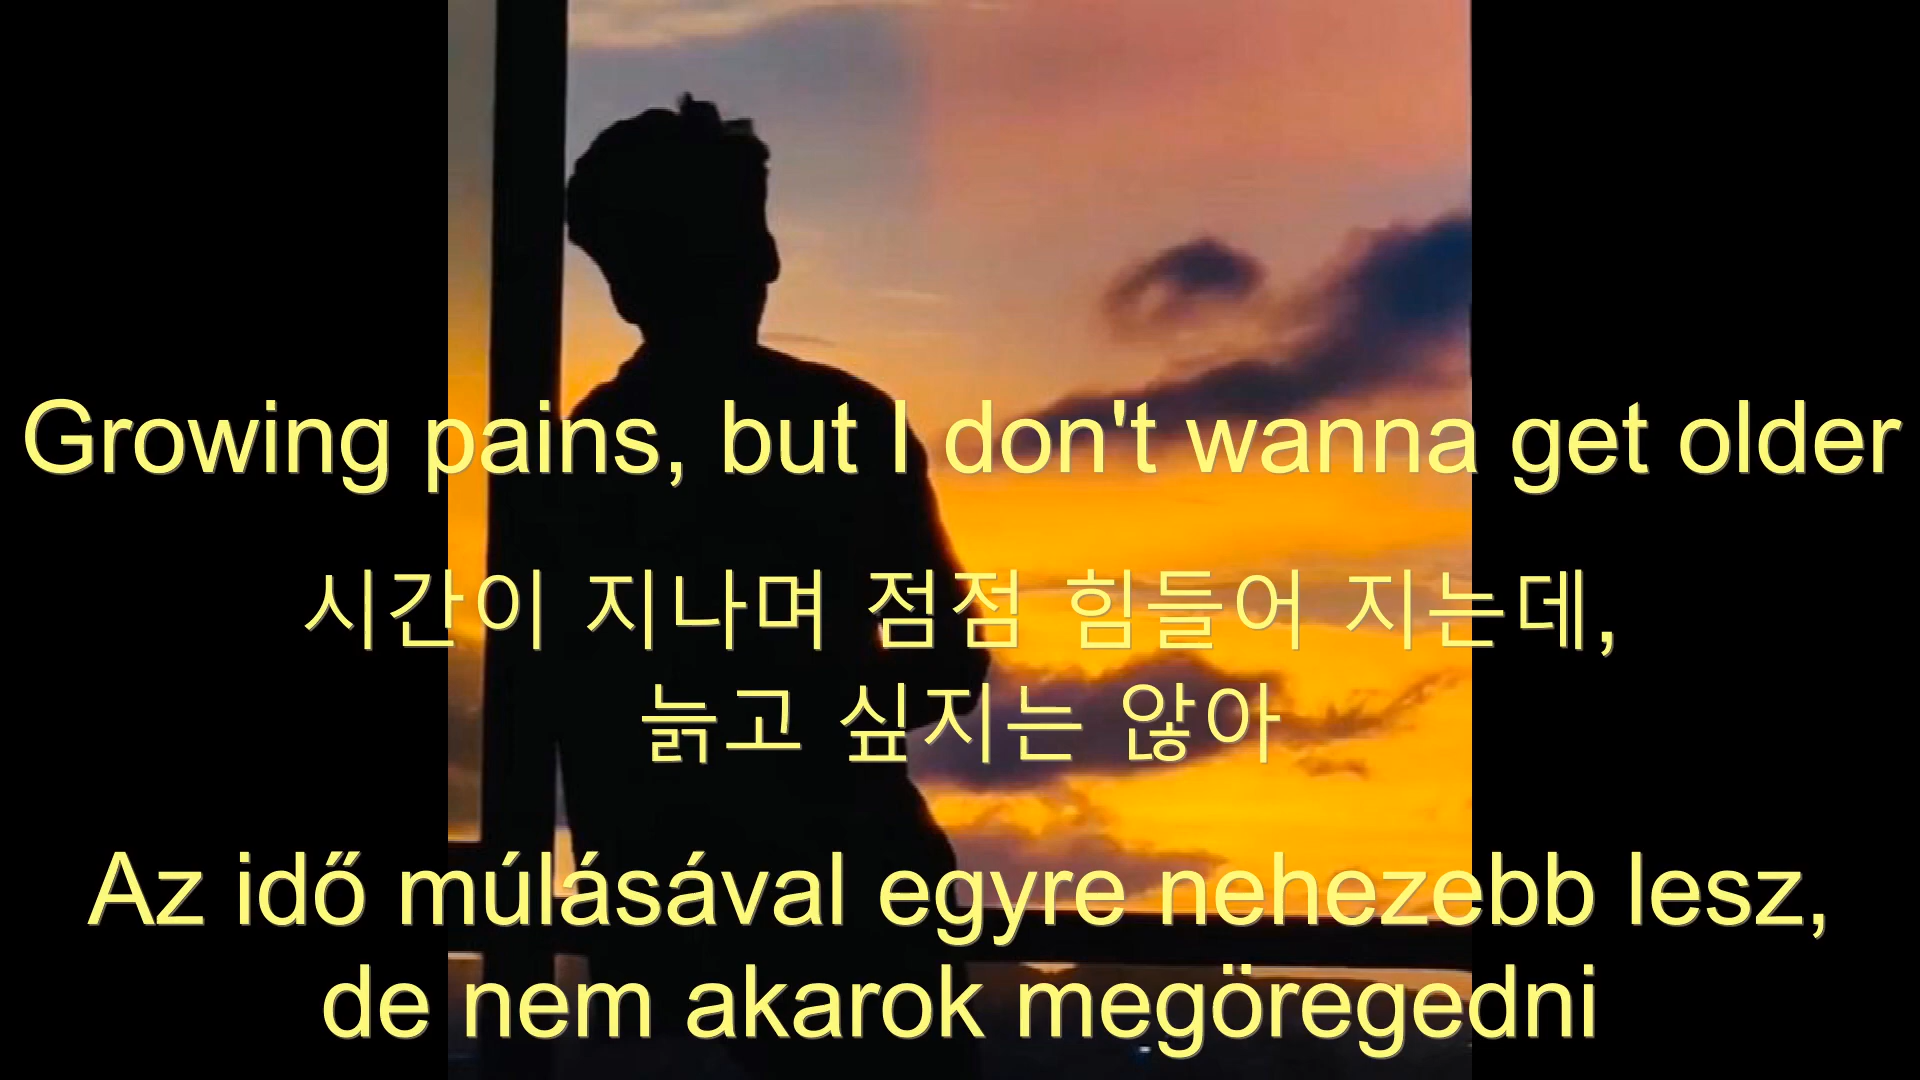 Growing pains, but I don't wanna get older
시간이 지나며 점점 힘들어 지는데,
늙고 싶지는 않아
Az idő múlásával egyre nehezebb lesz,
de nem akarok megöregedni